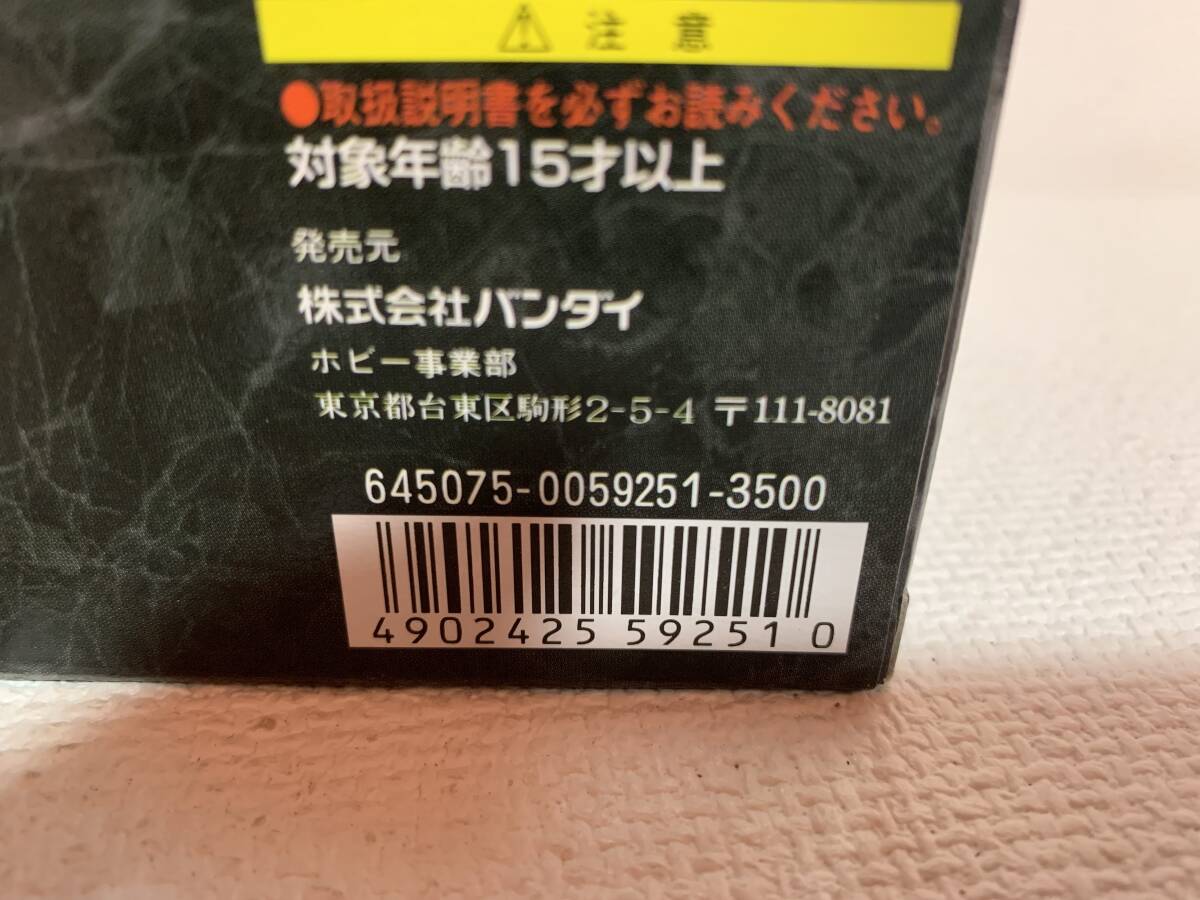 ⚠ 注意
●取扱説明書を必ずお読みください。
対象年齢15才以上
発売元
株式会社バンダイ
ホビー事業部
東京都台東区駒形2-5-4 〒111-8081
645075-0059251-3500
4902425 592510